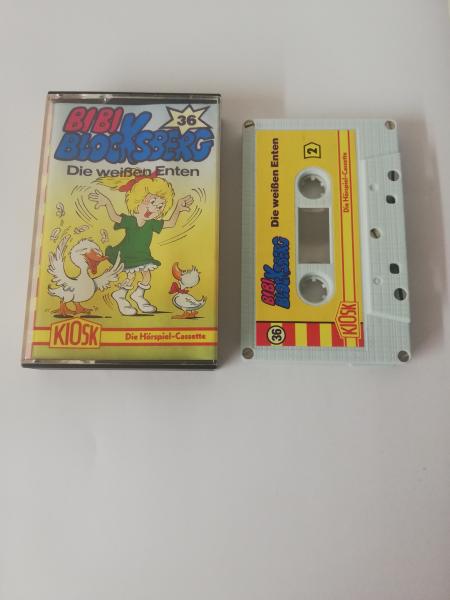 BIBI
BLOCKSBERG
36
Die weißen Enten
KIOSK
Die Hörspiel-Cassette
36
BIBI
BLOCKSBERG
Die weißen Enten
2
KIOSK
Die Hörspiel-Cassette